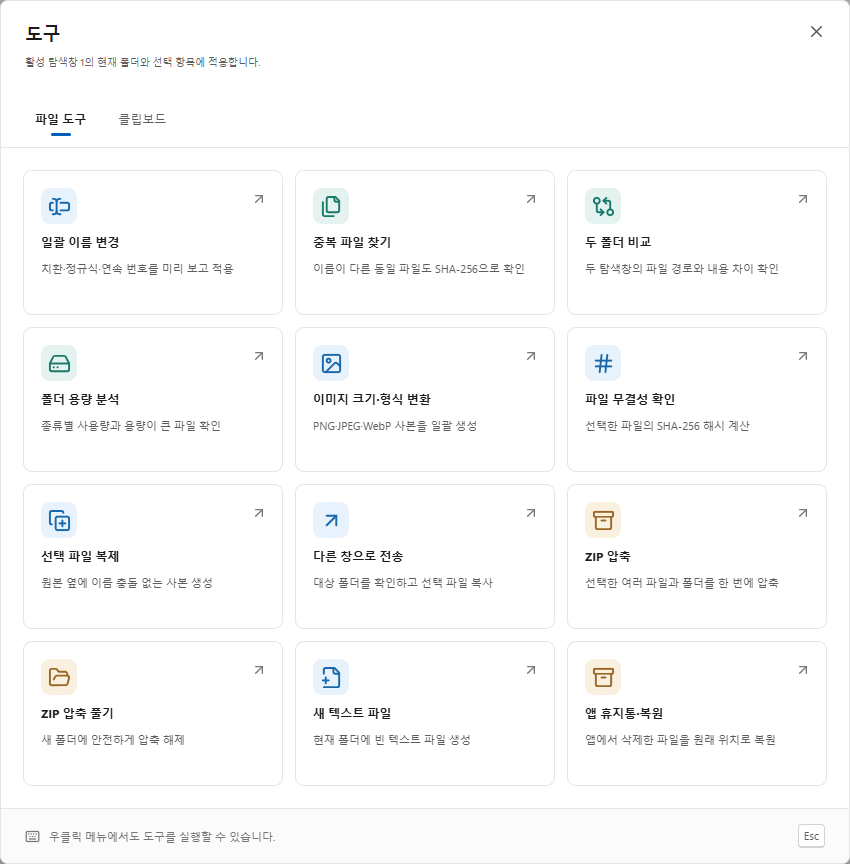 도구
활성 탐색창 1의 현재 폴더와 선택 항목에 적용합니다.
파일 도구
클립보드
일괄 이름 변경
치환·정규식·연속 번호를 미리 보고 적용
중복 파일 찾기
이름이 다른 동일 파일도 SHA-256으로 확인
두 폴더 비교
두 탐색창의 파일 경로와 내용 차이 확인
폴더 용량 분석
종류별 사용량과 용량이 큰 파일 확인
이미지 크기·형식 변환
PNG·JPEG·WebP 사본을 일괄 생성
파일 무결성 확인
선택한 파일의 SHA-256 해시 계산
선택 파일 복제
원본 옆에 이름 충돌 없는 사본 생성
다른 창으로 전송
대상 폴더를 확인하고 선택 파일 복사
ZIP 압축
선택한 여러 파일과 폴더를 한 번에 압축
ZIP 압축 풀기
새 폴더에 안전하게 압축 해제
새 텍스트 파일
현재 폴더에 빈 텍스트 파일 생성
앱 휴지통·복원
앱에서 삭제한 파일을 원래 위치로 복원
우클릭 메뉴에서도 도구를 실행할 수 있습니다.
Esc